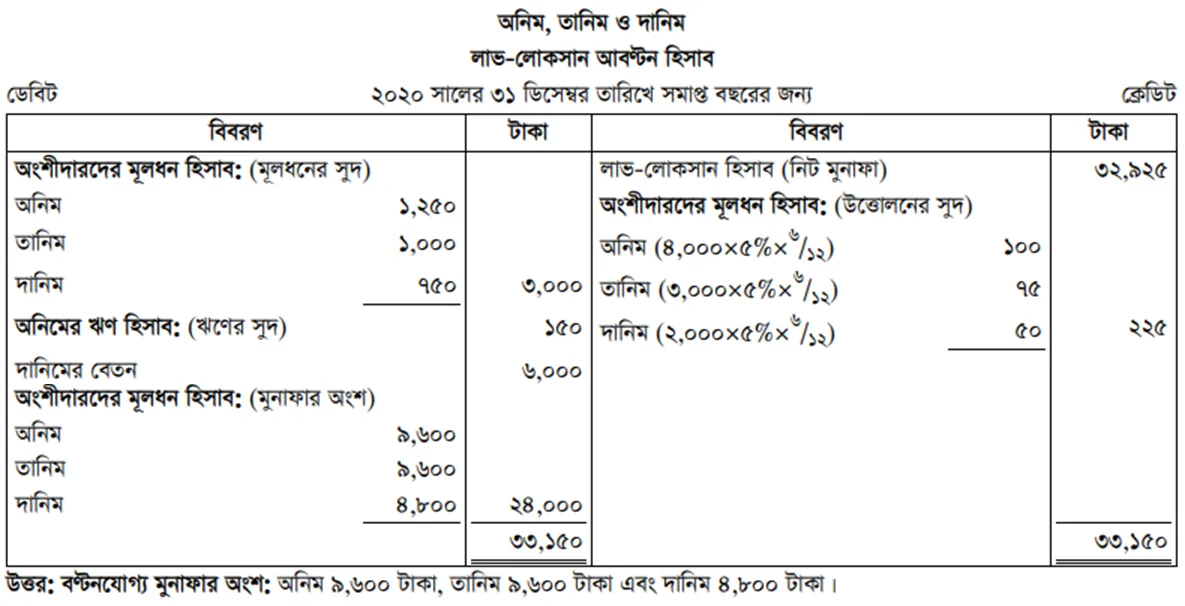 অনিম, তানিম ও দানিম
লাভ-লোকসান আবণ্টন হিসাব
ডেবিট ২০২০ সালের ৩১ ডিসেম্বর তারিখে সমাপ্ত বছরের জন্য ক্রেডিট
বিবরণ টাকা বিবরণ টাকা
অংশীদারদের মূলধন হিসাব: (মূলধনের সুদ) লাভ-লোকসান হিসাব (নিট মুনাফা) ৩২,৯২৫
অনিম ১,২৫০ অংশীদারদের মূলধন হিসাব: (উত্তোলনের সুদ)
তানিম ১,০০০ অনিম (৪,০০০×৫%×৬/১২) ১০০
দানিম ৭৫০ ৩,০০০ তানিম (৩,০০০×৫%×৬/১২) ৭৫
অনিমের ঋণ হিসাব: (ঋণের সুদ) ১৫০ দানিম (২,০০০×৫%×৬/১২) ৫০ ২২৫
দানিমের বেতন ৬,০০০
অংশীদারদের মূলধন হিসাব: (মুনাফার অংশ)
অনিম ৯,৬০০
তানিম ৯,৬০০
দানিম ৪,৮০০ ২৪,০০০
৩৩,১৫০ ৩৩,১৫০
উত্তর: বণ্টনযোগ্য মুনাফার অংশ: অনিম ৯,৬০০ টাকা, তানিম ৯,৬০০ টাকা এবং দানিম ৪,৮০০ টাকা।